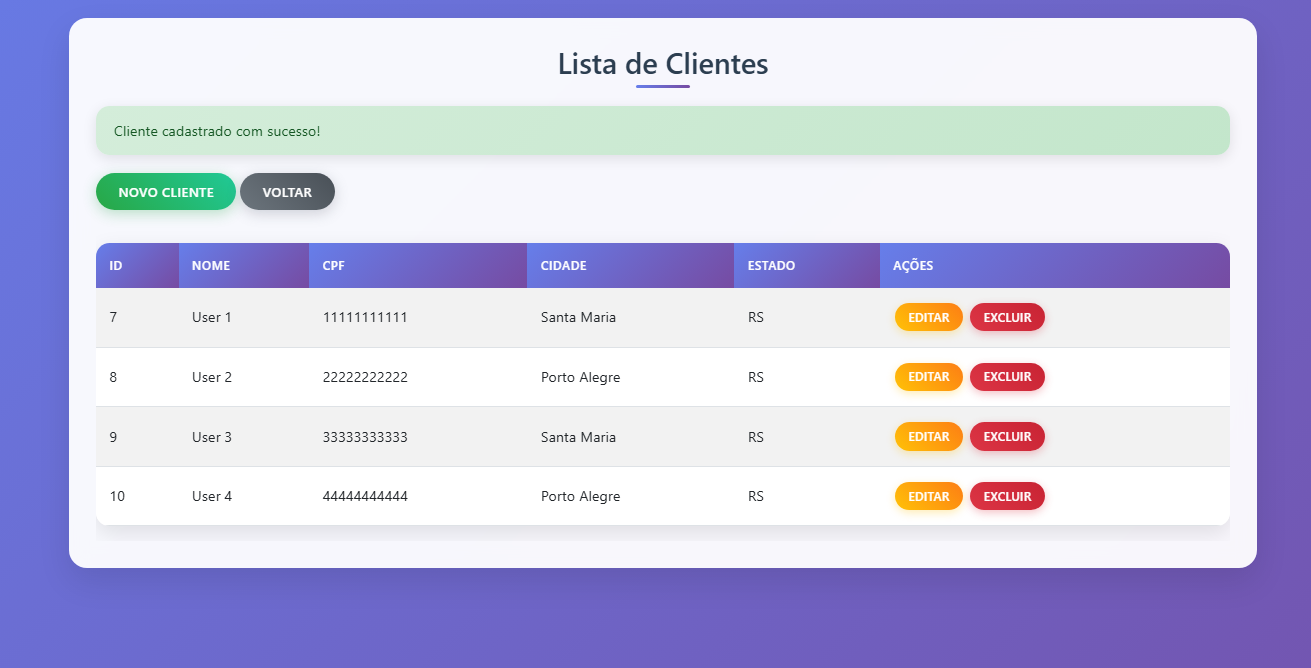 Lista de Clientes
Cliente cadastrado com sucesso!
NOVO CLIENTE VOLTAR
ID NOME CPF CIDADE ESTADO AÇÕES
7 User 1 11111111111 Santa Maria RS EDITAR EXCLUIR
8 User 2 22222222222 Porto Alegre RS EDITAR EXCLUIR
9 User 3 33333333333 Santa Maria RS EDITAR EXCLUIR
10 User 4 44444444444 Porto Alegre RS EDITAR EXCLUIR